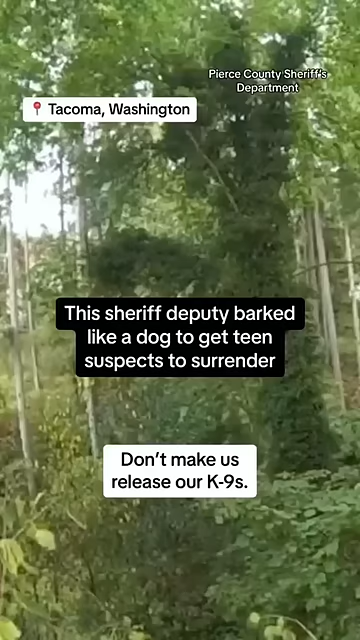 Pierce County Sheriff's
Department
Tacoma, Washington
This sheriff deputy barked
like a dog to get teen
suspects to surrender
Don't make us
release our K-9s.